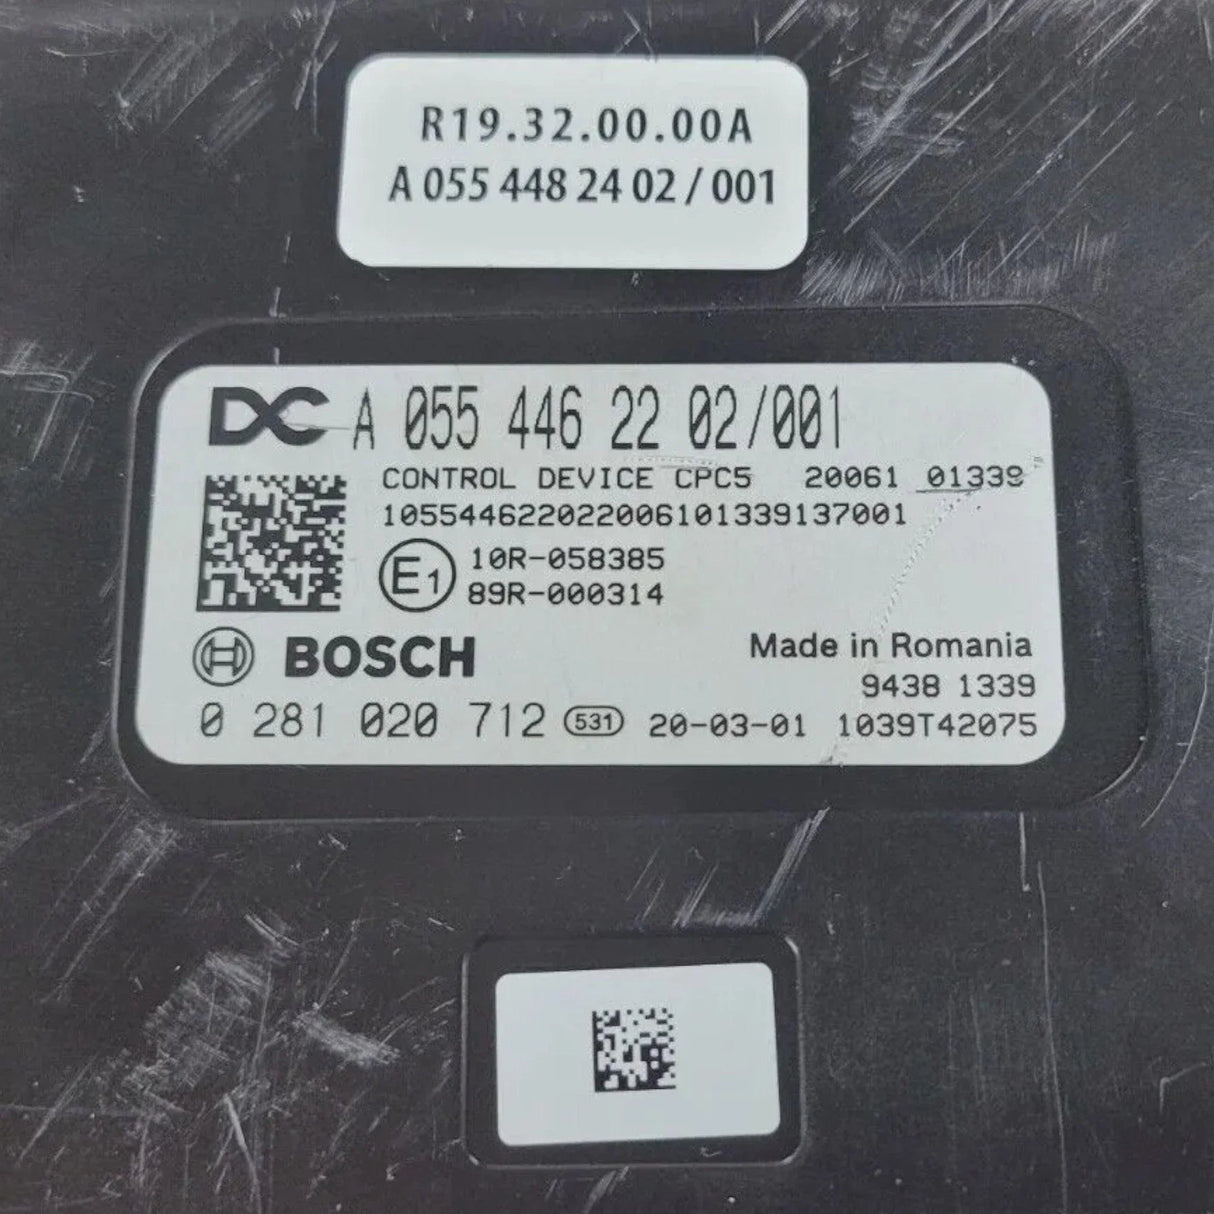 R19.32.00.00A
A 055 448 24 02 / 001
DC A 055 446 22 02/001
CONTROL DEVICE CPC5 20061 01339
105544622022006101339137001
E1 10R-058385
89R-000314
BOSCH
Made in Romania
9438 1339
0 281 020 712 531 20-03-01 1039T42075